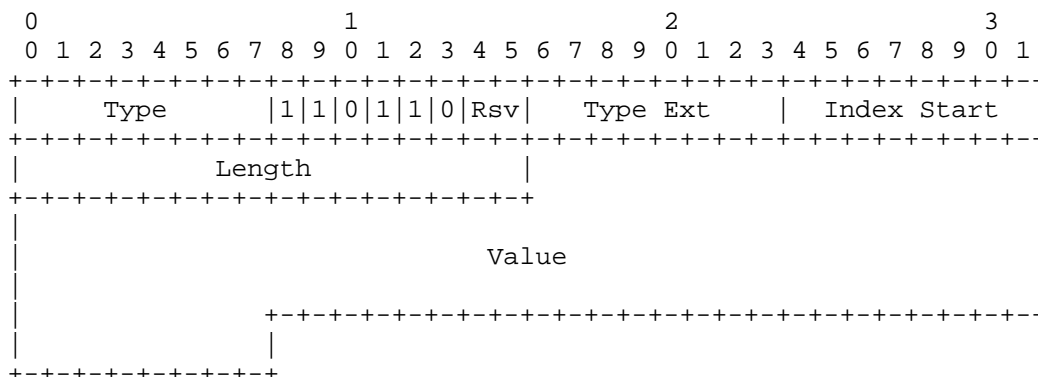 0                   1                   2                   3
 0 1 2 3 4 5 6 7 8 9 0 1 2 3 4 5 6 7 8 9 0 1 2 3 4 5 6 7 8 9 0 1
+-+-+-+-+-+-+-+-+-+-+-+-+-+-+-+-+-+-+-+-+-+-+-+-+-+-+-+-+-+-+-+--
|     Type      |1|1|0|1|1|0|Rsv|   Type Ext    |  Index Start
+-+-+-+-+-+-+-+-+-+-+-+-+-+-+-+-+-+-+-+-+-+-+-+-+-+-+-+-+-+-+-+--
|            Length             |
+-+-+-+-+-+-+-+-+-+-+-+-+-+-+-+-+
|
|                             Value
|
|               +-+-+-+-+-+-+-+-+-+-+-+-+-+-+-+-+-+-+-+-+-+-+-+--
|               |
+-+-+-+-+-+-+-+-+